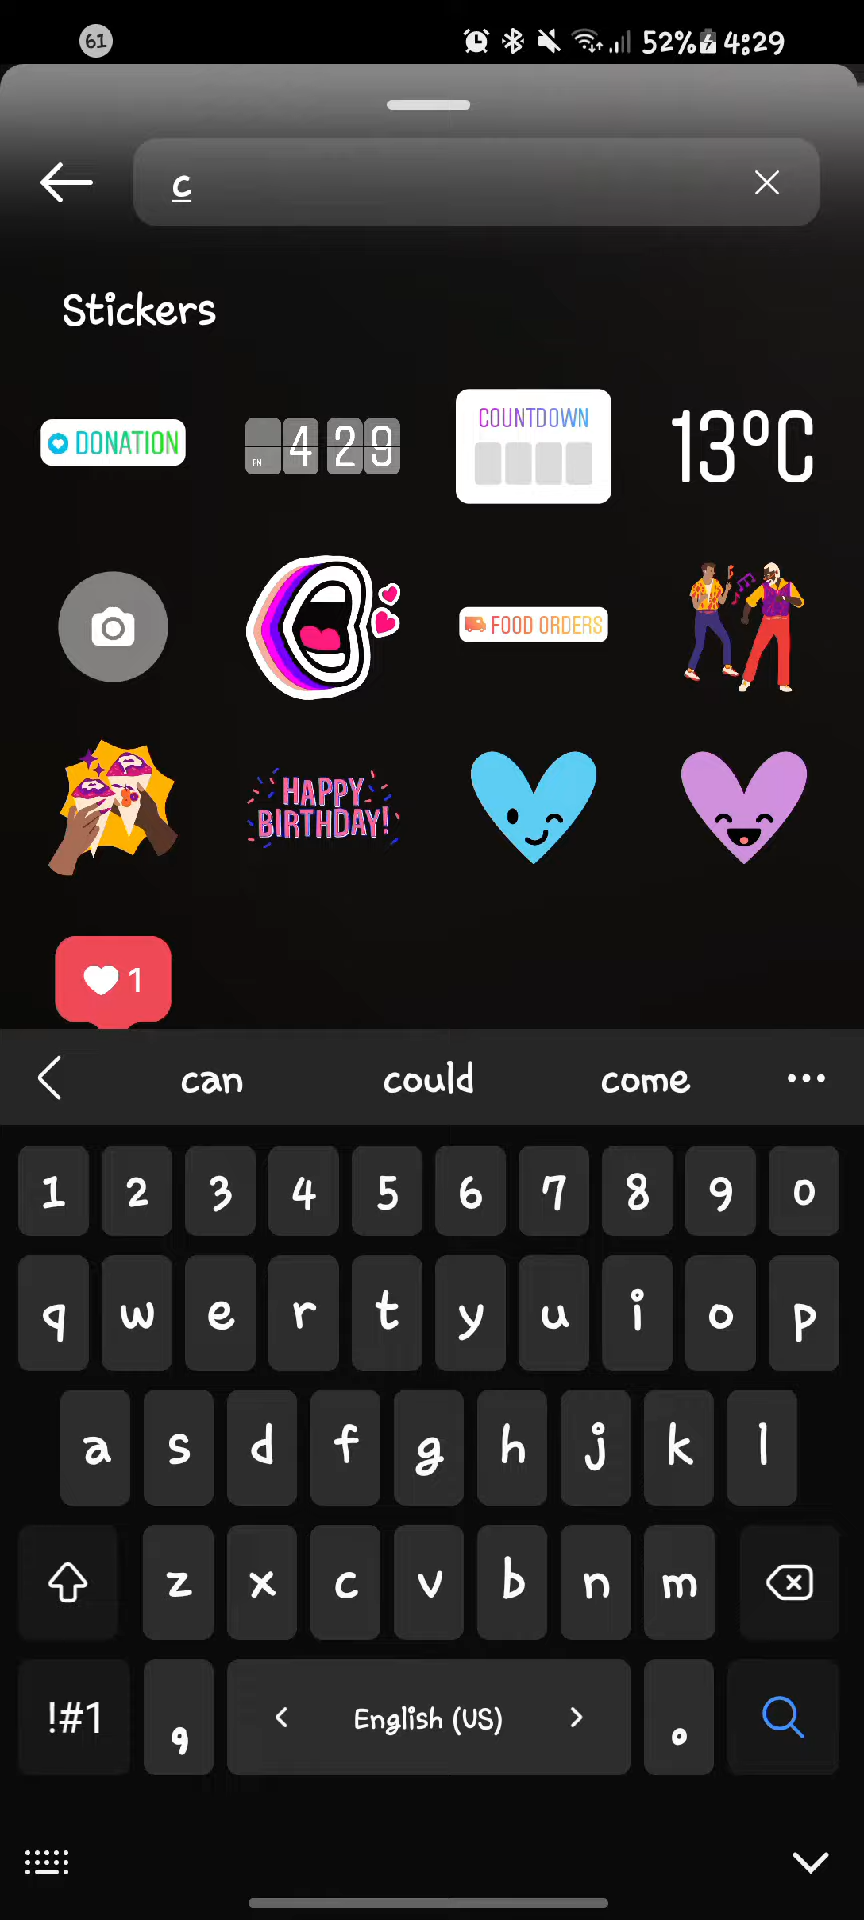 61 52% 4:29
c
Stickers
DONATION
PM 4 29
COUNTDOWN
13°C
FOOD ORDERS
HAPPY
BIRTHDAY!
1
can could come ...
1 2 3 4 5 6 7 8 9 0
q w e r t y u i o p
a s d f g h j k l
z x c v b n m
!#1 , < English (US) > .